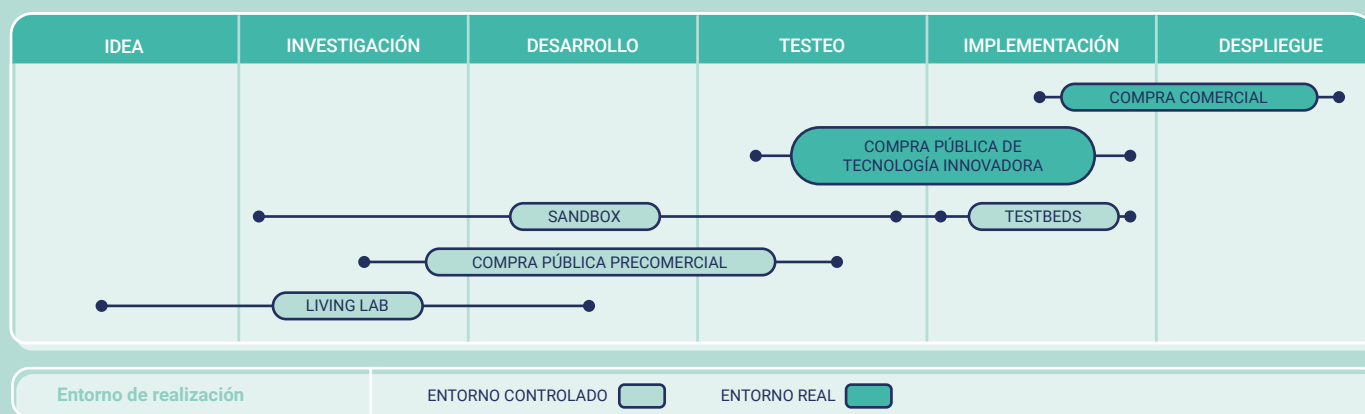 IDEA
INVESTIGACIÓN
DESARROLLO
TESTEO
IMPLEMENTACIÓN
DESPLIEGUE
COMPRA COMERCIAL
COMPRA PÚBLICA DE
TECNOLOGÍA INNOVADORA
SANDBOX
TESTBEDS
COMPRA PÚBLICA PRECOMERCIAL
LIVING LAB
Entorno de realización
ENTORNO CONTROLADO
ENTORNO REAL